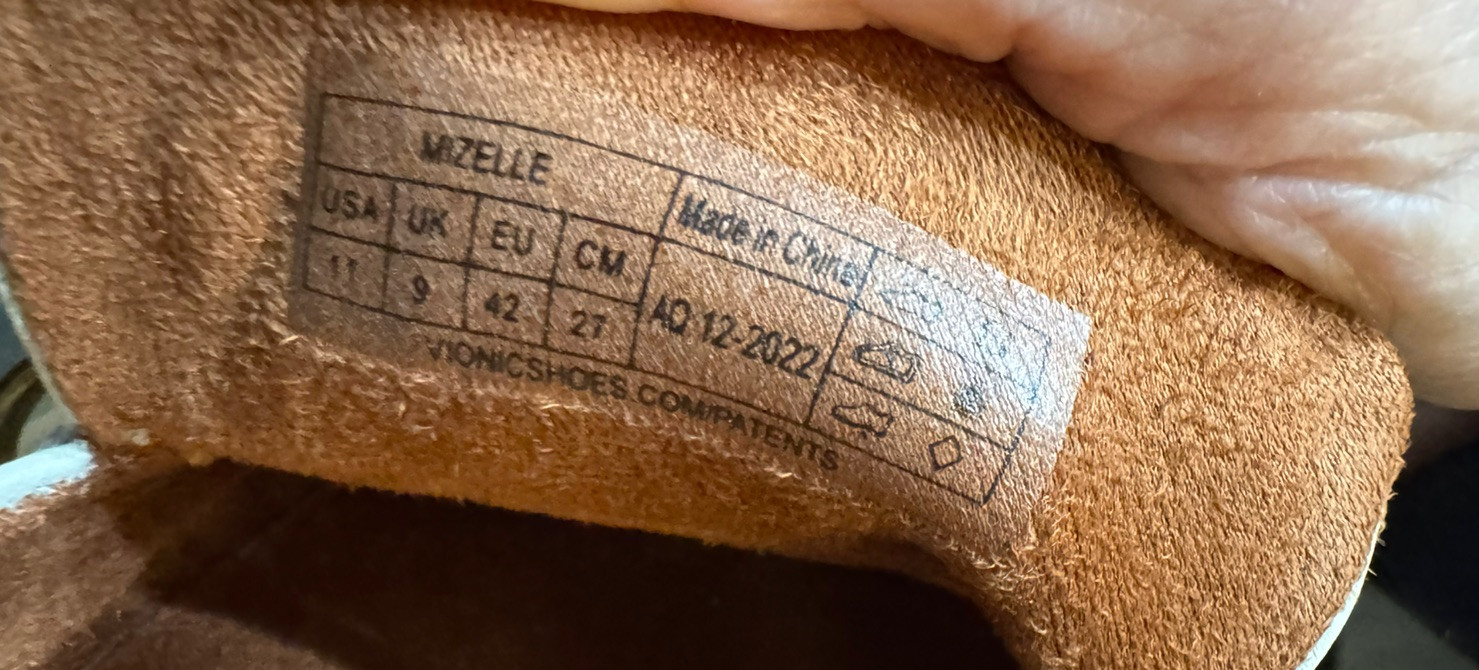 MIZELLE
Made in China
USA UK EU CM
11 9 42 27
AQ 12-2022
VIONICSHOES.COM/PATENTS